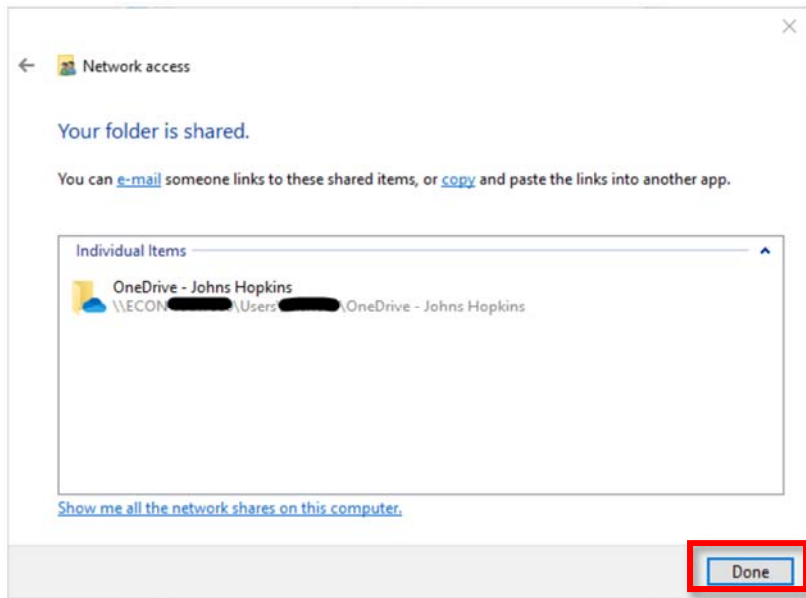 Network access
Your folder is shared.
You can e-mail someone links to these shared items, or copy and paste the links into another app.
Individual Items
OneDrive - Johns Hopkins
\\ECON \Users\ \OneDrive - Johns Hopkins
Show me all the network shares on this computer.
Done